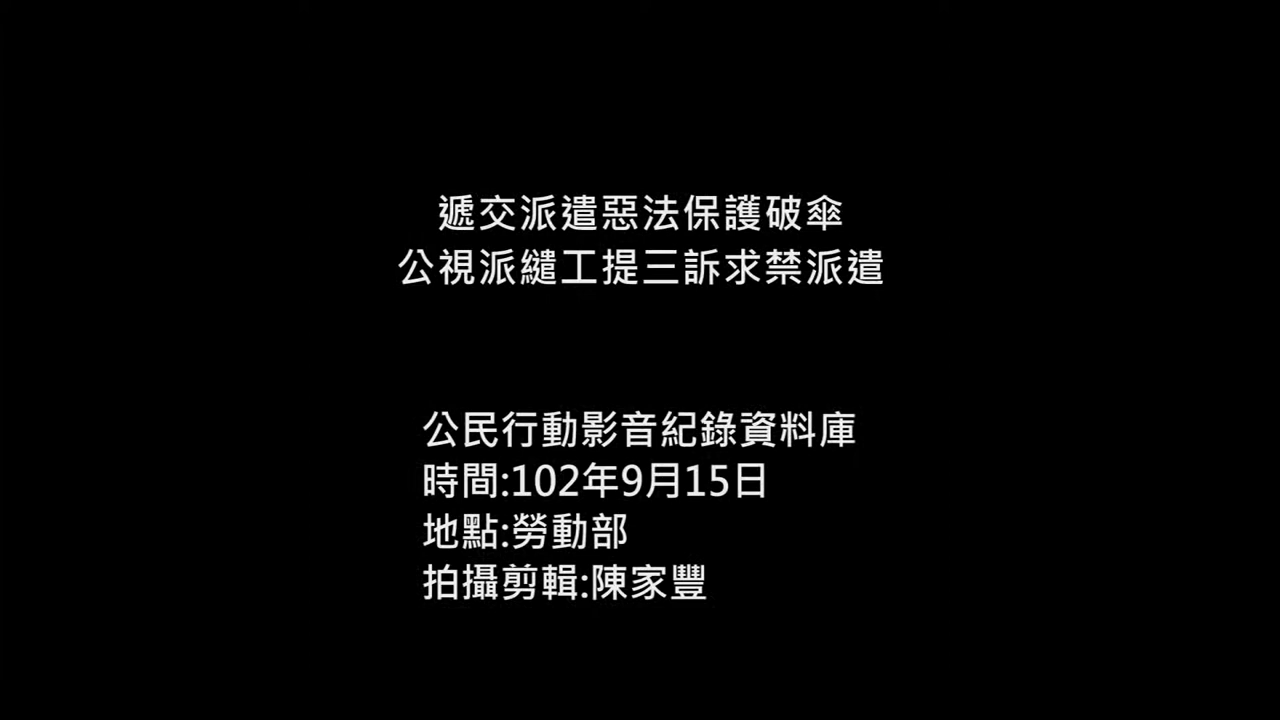 遞交派遣惡法保護破傘
公視派繾工提三訴求禁派遣
公民行動影音紀錄資料庫
時間:102年9月15日
地點:勞動部
拍攝剪輯:陳家豐